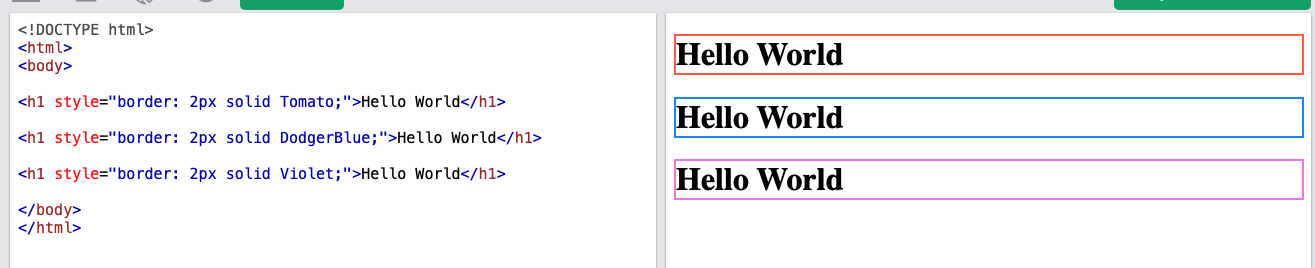 <!DOCTYPE html>
<html>
<body>
<h1 style="border: 2px solid Tomato;">Hello World</h1>
<h1 style="border: 2px solid DodgerBlue;">Hello World</h1>
<h1 style="border: 2px solid Violet;">Hello World</h1>
</body>
</html>
Hello World
Hello World
Hello World